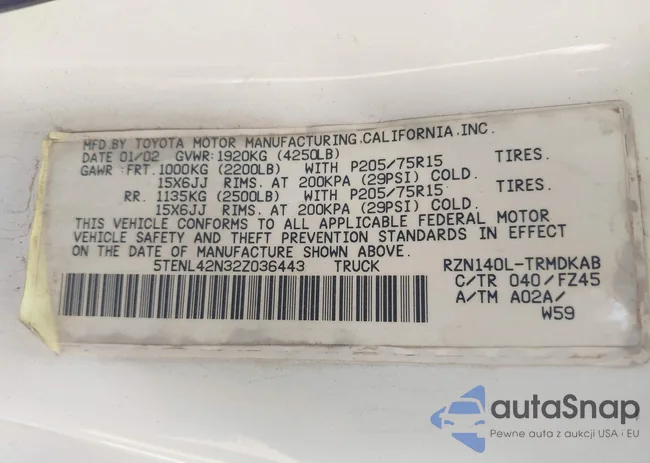 MFD BY TOYOTA MOTOR MANUFACTURING,CALIFORNIA,INC.
DATE 01/02 GVWR:1920KG (4250LB)
GAWR :FRT. 1000KG (2200LB) WITH P205/75R15 TIRES.
15X6JJ RIMS. AT 200KPA (29PSI) COLD.
RR. 1135KG (2500LB) WITH P205/75R15 TIRES.
15X6JJ RIMS. AT 200KPA (29PSI) COLD.
THIS VEHICLE CONFORMS TO ALL APPLICABLE FEDERAL MOTOR
VEHICLE SAFETY AND THEFT PREVENTION STANDARDS IN EFFECT
ON THE DATE OF MANUFACTURE SHOWN ABOVE.
5TENL42N32Z036443 TRUCK RZN140L-TRMDKAB
C/TR 040/FZ45
A/TM A02A/
W59
autaSnap
Pewne auta z aukcji USA i EU